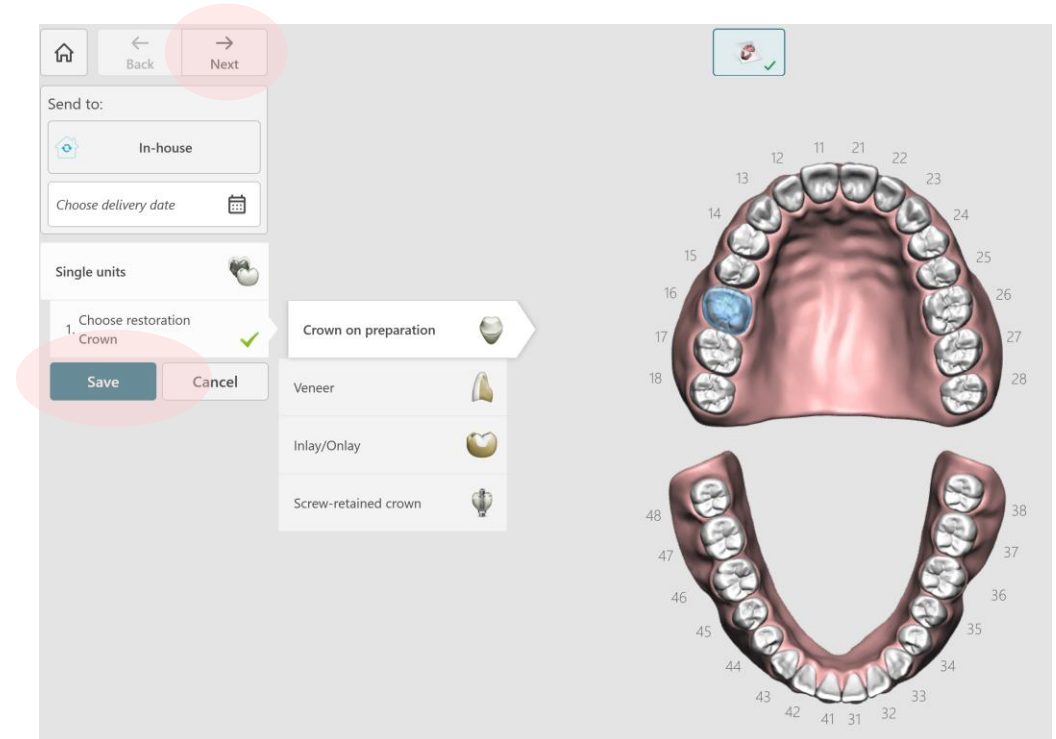 Back
Next
Send to:
In-house
Choose delivery date
Single units
1. Choose restoration
Crown
Save
Cancel
Crown on preparation
Veneer
Inlay/Onlay
Screw-retained crown
11 21
12 22
13 23
14 24
15 25
16 26
17 27
18 28
48 38
47 37
46 36
45 35
44 34
43 33
42 41 31 32